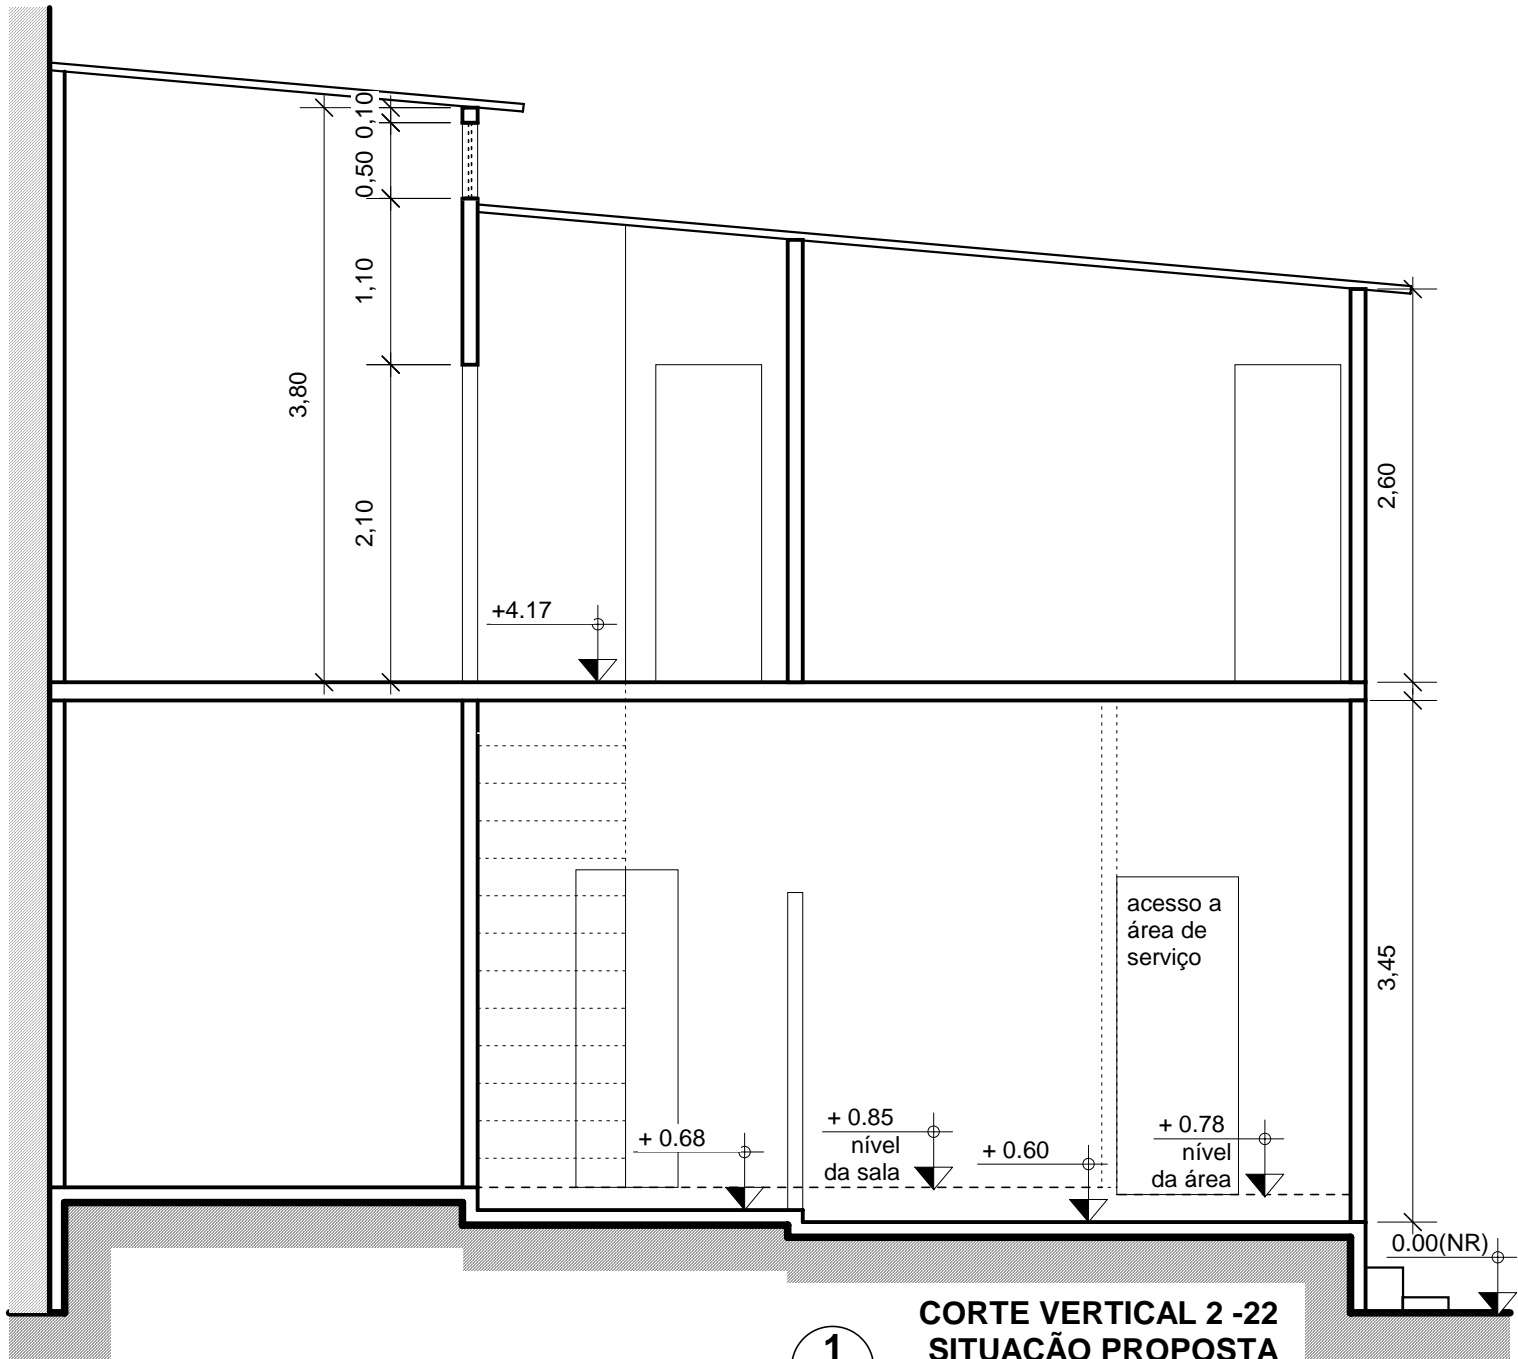 0,10
0,50
1,10
3,80
2,10
2,60
+4.17
acesso a
área de
serviço
3,45
+ 0.85
nível
da sala
+ 0.78
nível
da área
+ 0.68
+ 0.60
0.00(NR)
CORTE VERTICAL 2 -22
1
SITUAÇÃO PROPOSTA